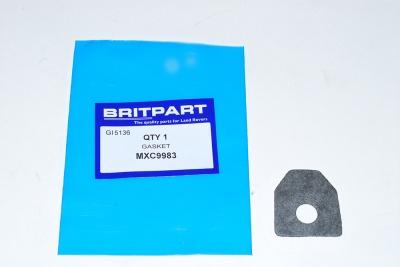 BRITPART
The quality parts for Land Rovers
GI5136
QTY 1
GASKET
MXC9983